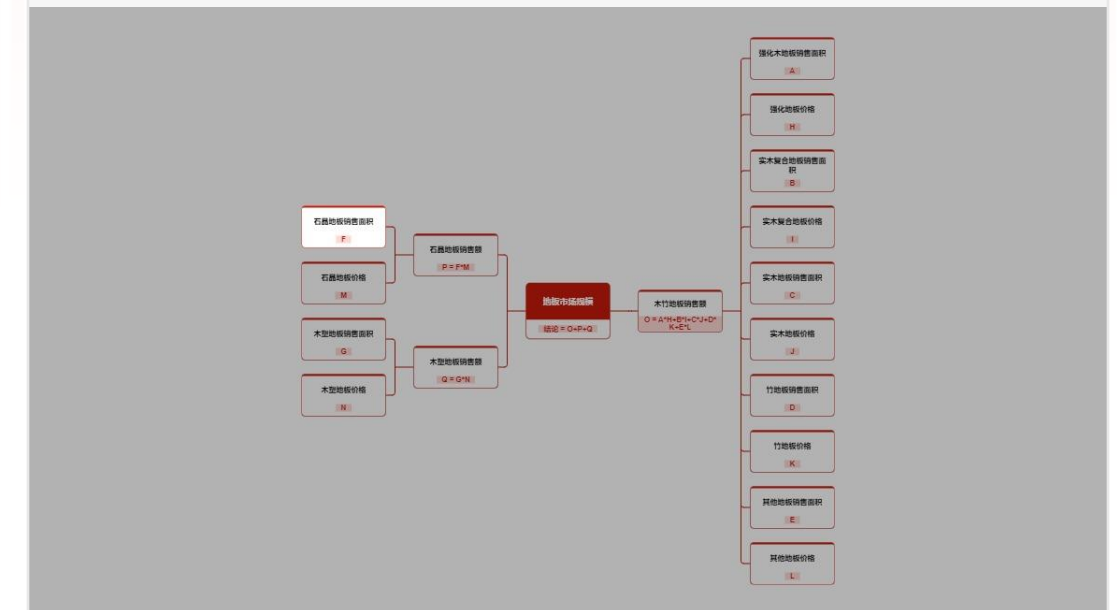 石晶地板销售面积
F
石晶地板价格
M
木塑地板销售面积
G
木塑地板价格
N
石晶地板销售额
P = F*M
木塑地板销售额
Q = G*N
地板市场规模
结论 = O+P+Q
木竹地板销售额
O = A*H+B*I+C*J+D*
K+E*L
强化木地板销售面积
A
强化地板价格
H
实木复合地板销售面
积
B
实木复合地板价格
I
实木地板销售面积
C
实木地板价格
J
竹地板销售面积
D
竹地板价格
K
其他地板销售面积
E
其他地板价格
L